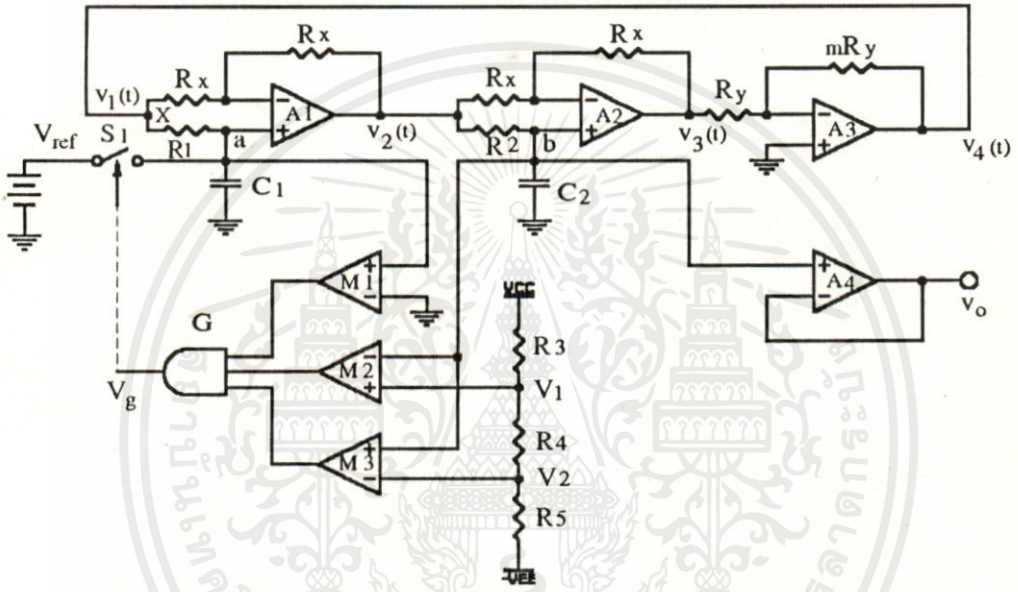 Rx
Rx
mRy
Rx
Rx
Ry
v1(t)
X
A1
A2
A3
Vref
S1
R1
a
v2(t)
R2
b
v3(t)
v4(t)
C1
C2
M1
A4
G
VCC
vo
R3
M2
V1
Vg
R4
M3
V2
R5
-VEE